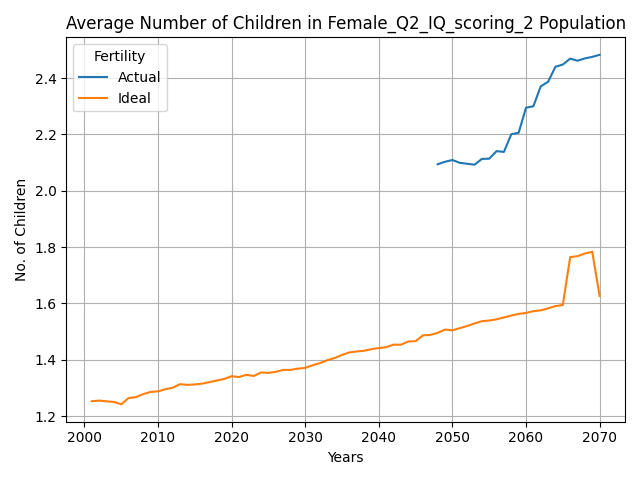 Average Number of Children in Female_Q2_IQ_scoring_2 Population
Fertility
Actual
Ideal
No. of Children
2.4
2.2
2.0
1.8
1.6
1.4
1.2
2000 2010 2020 2030 2040 2050 2060 2070
Years